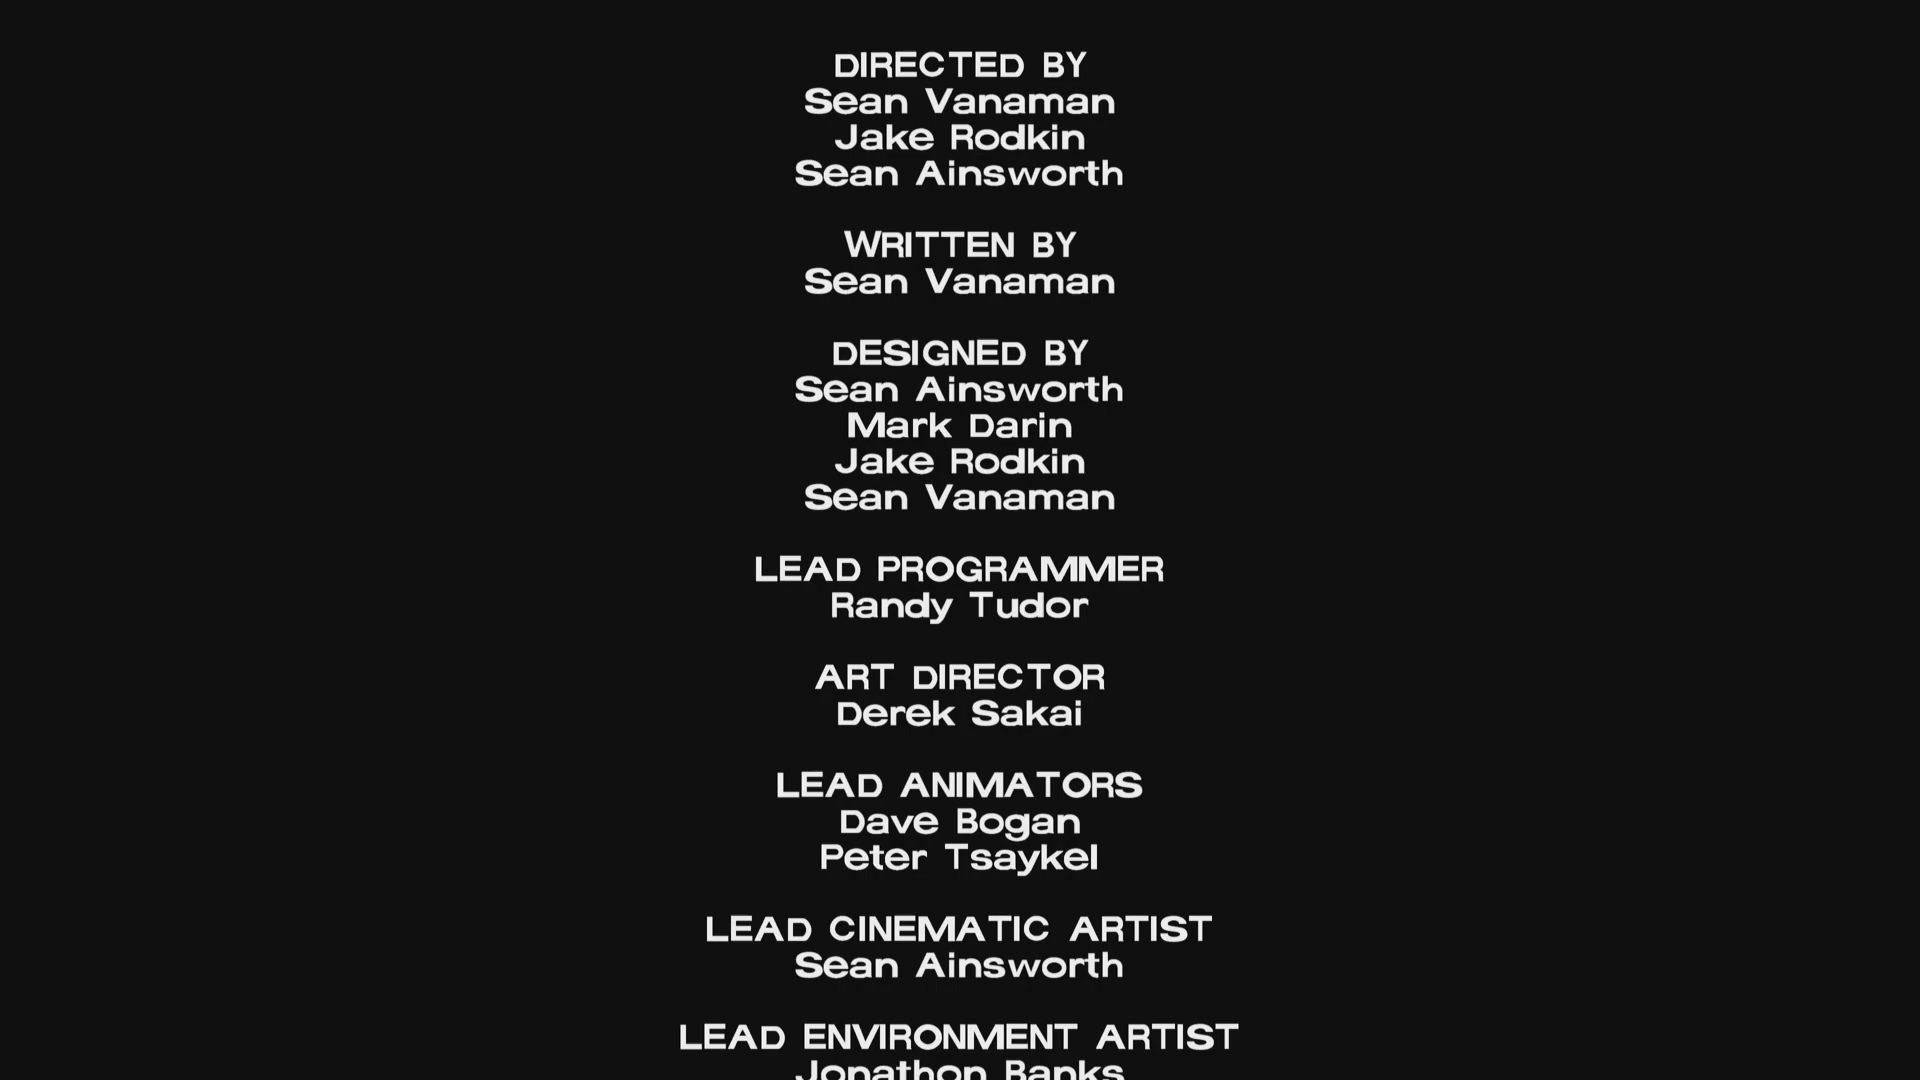 DIRECTED BY
Sean Vanaman
Jake Rodkin
Sean Ainsworth
WRITTEN BY
Sean Vanaman
DESIGNED BY
Sean Ainsworth
Mark Darin
Jake Rodkin
Sean Vanaman
LEAD PROGRAMMER
Randy Tudor
ART DIRECTOR
Derek Sakai
LEAD ANIMATORS
Dave Bogan
Peter Tsaykel
LEAD CINEMATIC ARTIST
Sean Ainsworth
LEAD ENVIRONMENT ARTIST
Jonathon Banks